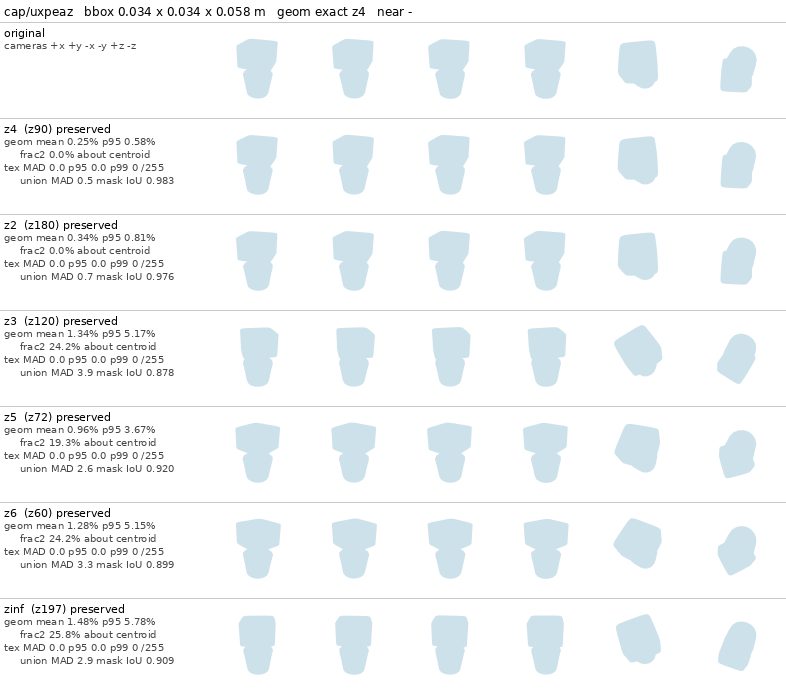 cap/uxpeaz bbox 0.034 x 0.034 x 0.058 m geom exact z4 near -
original
cameras +x +y -x -y +z -z
z4 (z90) preserved
geom mean 0.25% p95 0.58%
frac2 0.0% about centroid
tex MAD 0.0 p95 0.0 p99 0 /255
union MAD 0.5 mask IoU 0.983
z2 (z180) preserved
geom mean 0.34% p95 0.81%
frac2 0.0% about centroid
tex MAD 0.0 p95 0.0 p99 0 /255
union MAD 0.7 mask IoU 0.976
z3 (z120) preserved
geom mean 1.34% p95 5.17%
frac2 24.2% about centroid
tex MAD 0.0 p95 0.0 p99 0 /255
union MAD 3.9 mask IoU 0.878
z5 (z72) preserved
geom mean 0.96% p95 3.67%
frac2 19.3% about centroid
tex MAD 0.0 p95 0.0 p99 0 /255
union MAD 2.6 mask IoU 0.920
z6 (z60) preserved
geom mean 1.28% p95 5.15%
frac2 24.2% about centroid
tex MAD 0.0 p95 0.0 p99 0 /255
union MAD 3.3 mask IoU 0.899
zinf (z197) preserved
geom mean 1.48% p95 5.78%
frac2 25.8% about centroid
tex MAD 0.0 p95 0.0 p99 0 /255
union MAD 2.9 mask IoU 0.909